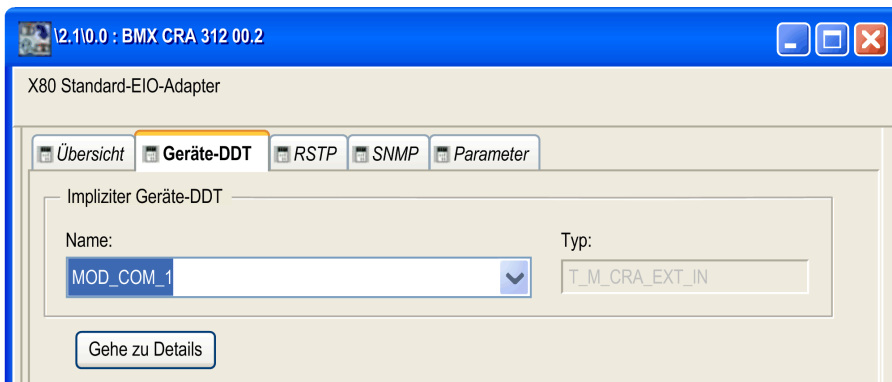 \2.1\0.0 : BMX CRA 312 00.2
X80 Standard-EIO-Adapter
Übersicht Geräte-DDT RSTP SNMP Parameter
Impliziter Geräte-DDT
Name: Typ:
MOD_COM_1 T_M_CRA_EXT_IN
Gehe zu Details